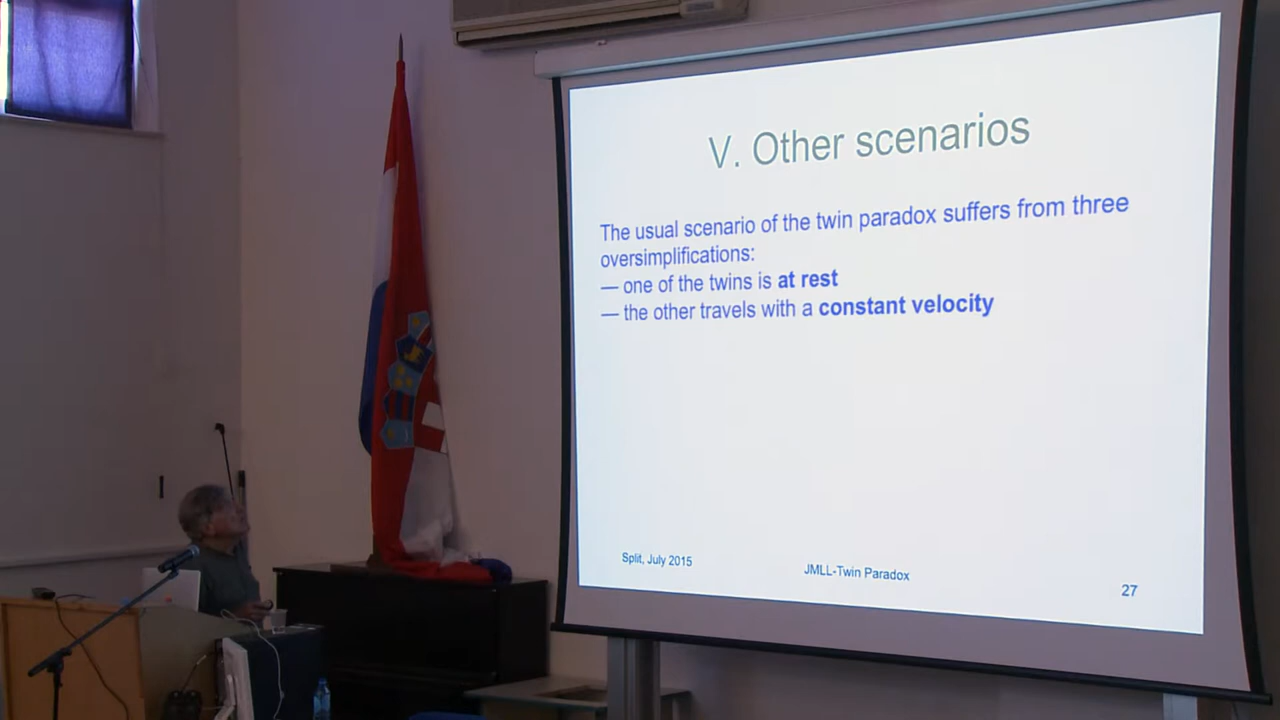 V. Other scenarios
The usual scenario of the twin paradox suffers from three
oversimplifications:
— one of the twins is at rest
— the other travels with a constant velocity
Split, July 2015
JMLL-Twin Paradox
27